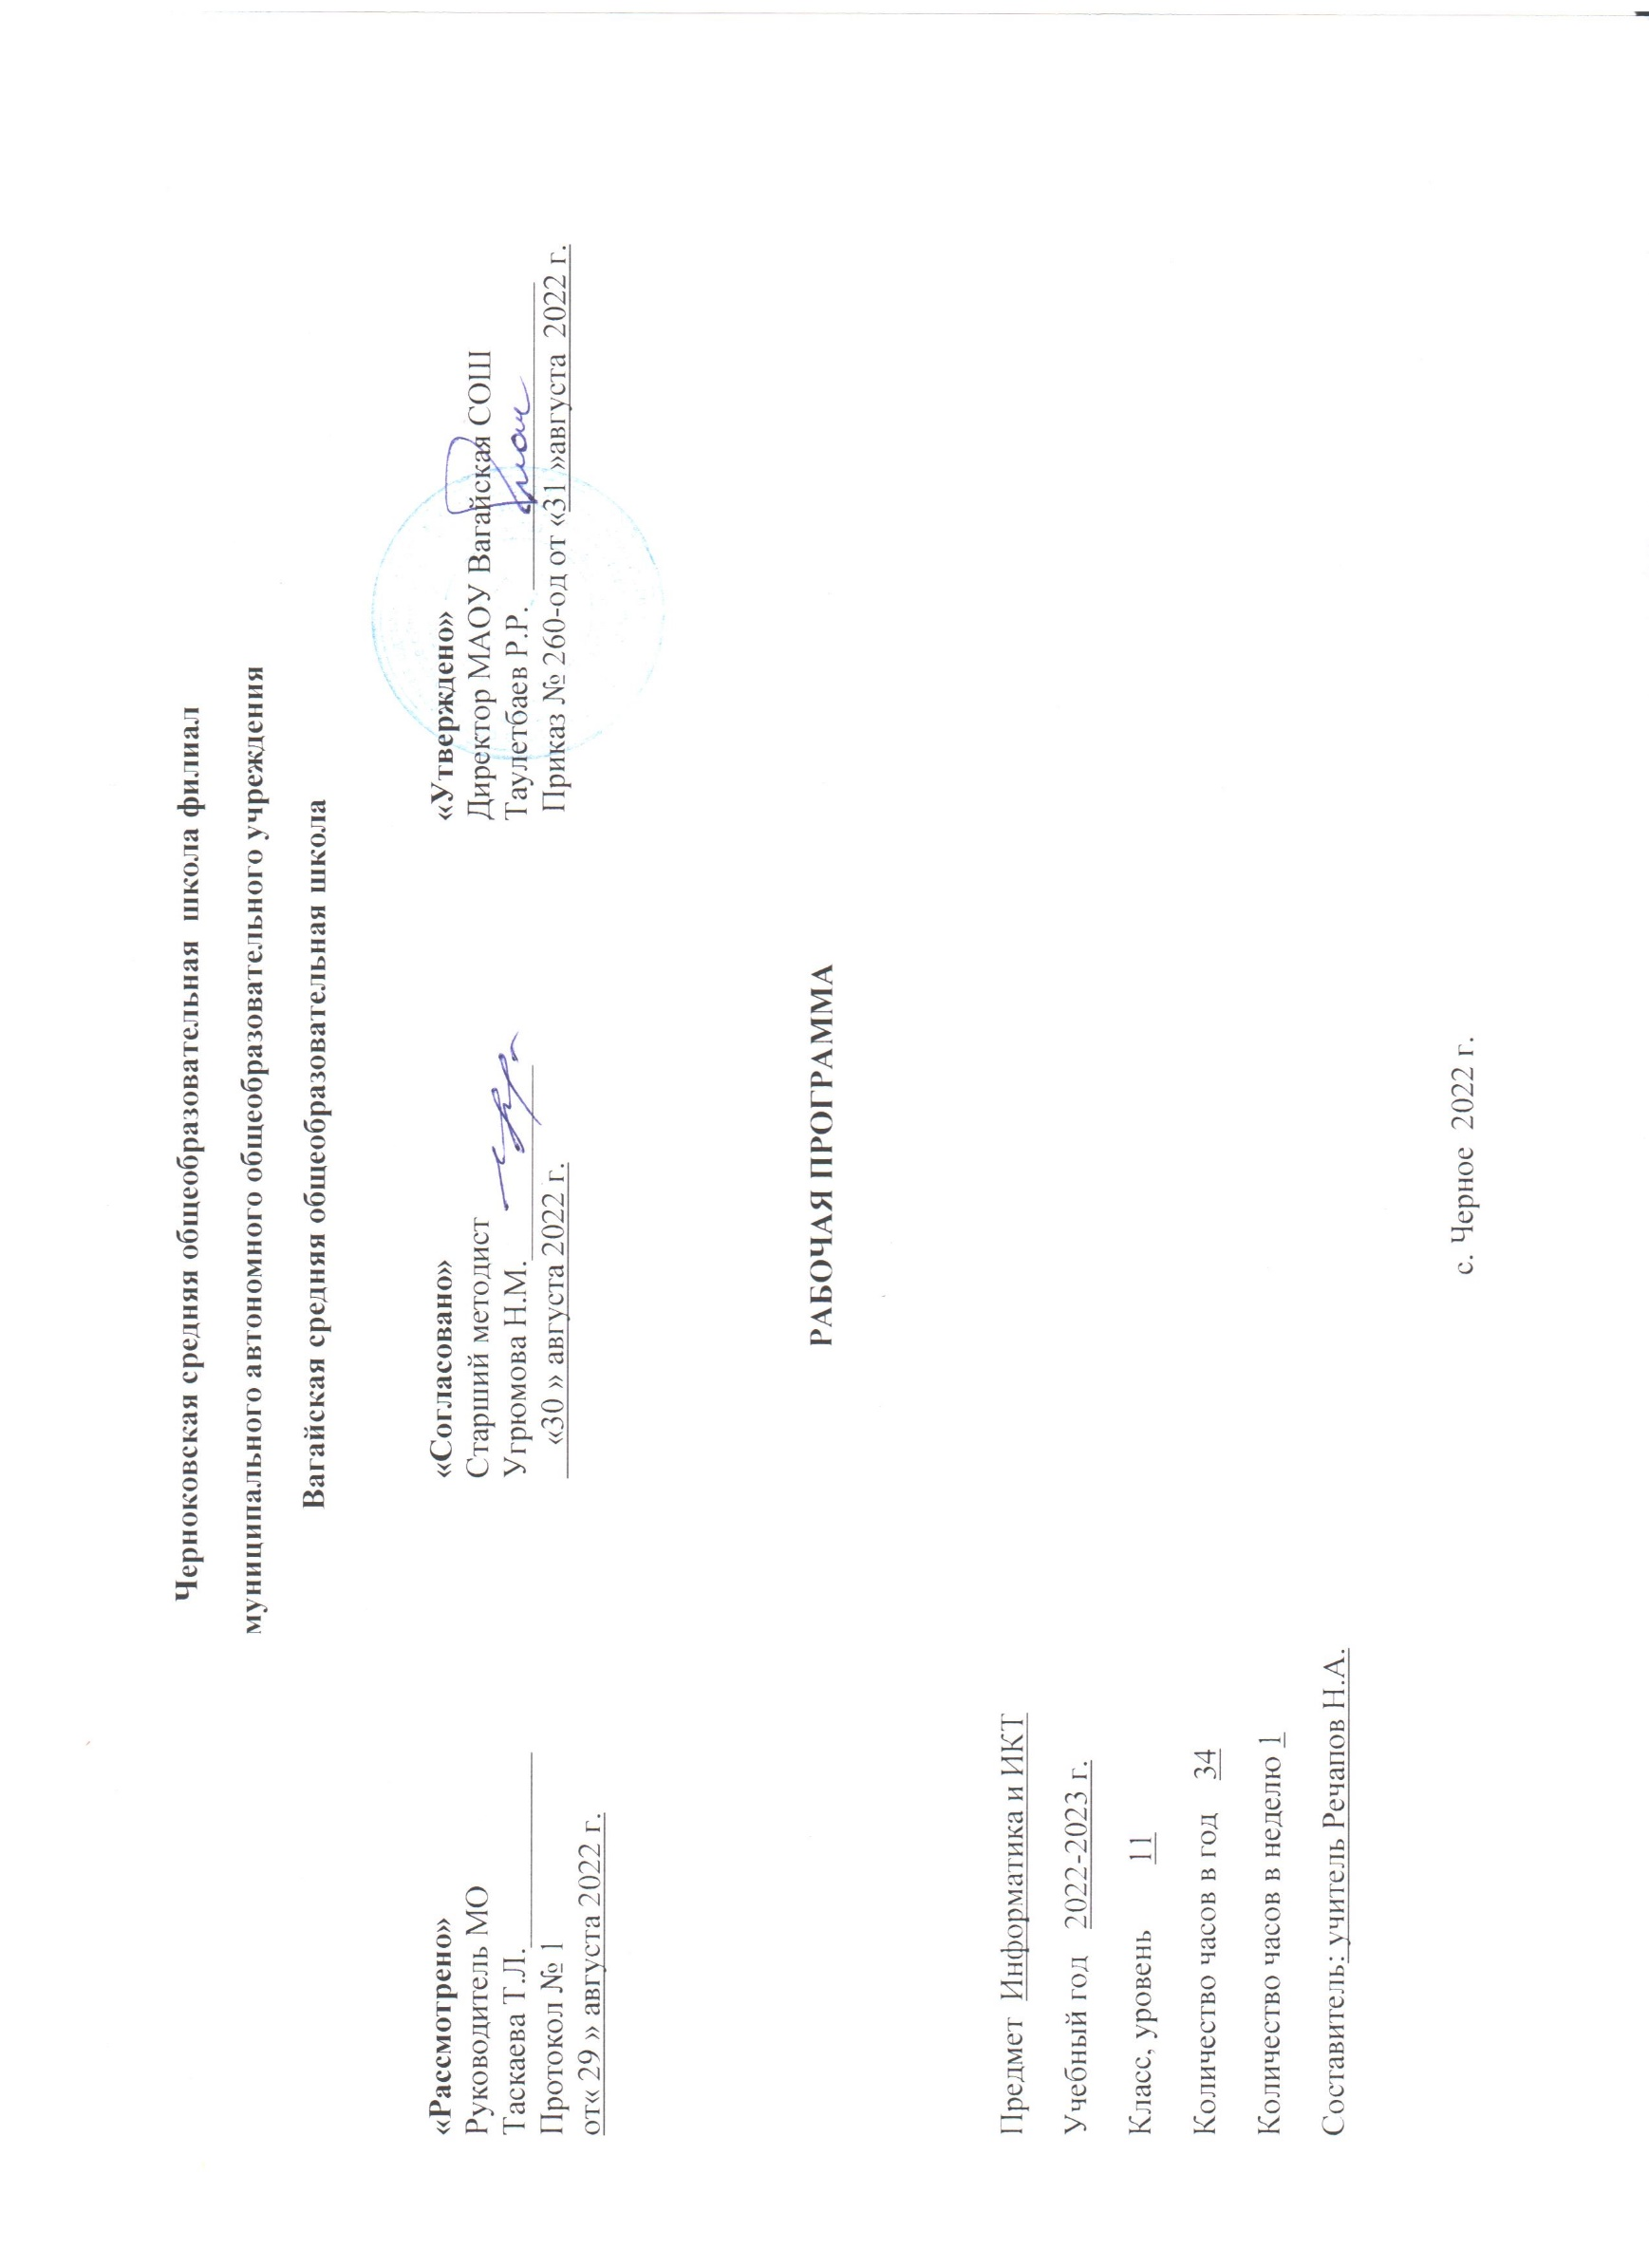 Черноковская средняя общеобразовательная школа филиал
муниципального автономного общеобразовательного учреждения
Вагайская средняя общеобразовательная школа
«Рассмотрено»
Руководитель МО
Таскаева Т.Л.
Протокол № 1
от« 29 » августа 2022 г.
«Согласовано»
Старший методист
Угрюмова Н.М.
«30 » августа 2022 г.
«Утверждено»
Директор МАОУ Вагайская СОШ
Таулетбаев Р.Р.
Приказ № 260-од от «31 »августа 2022 г.
РАБОЧАЯ ПРОГРАММА
Предмет Информатика и ИКТ
Учебный год 2022-2023 г.
Класс, уровень 11
Количество часов в год 34
Количество часов в неделю 1
Составитель: учитель Речапов Н.А.
с. Черное 2022 г.